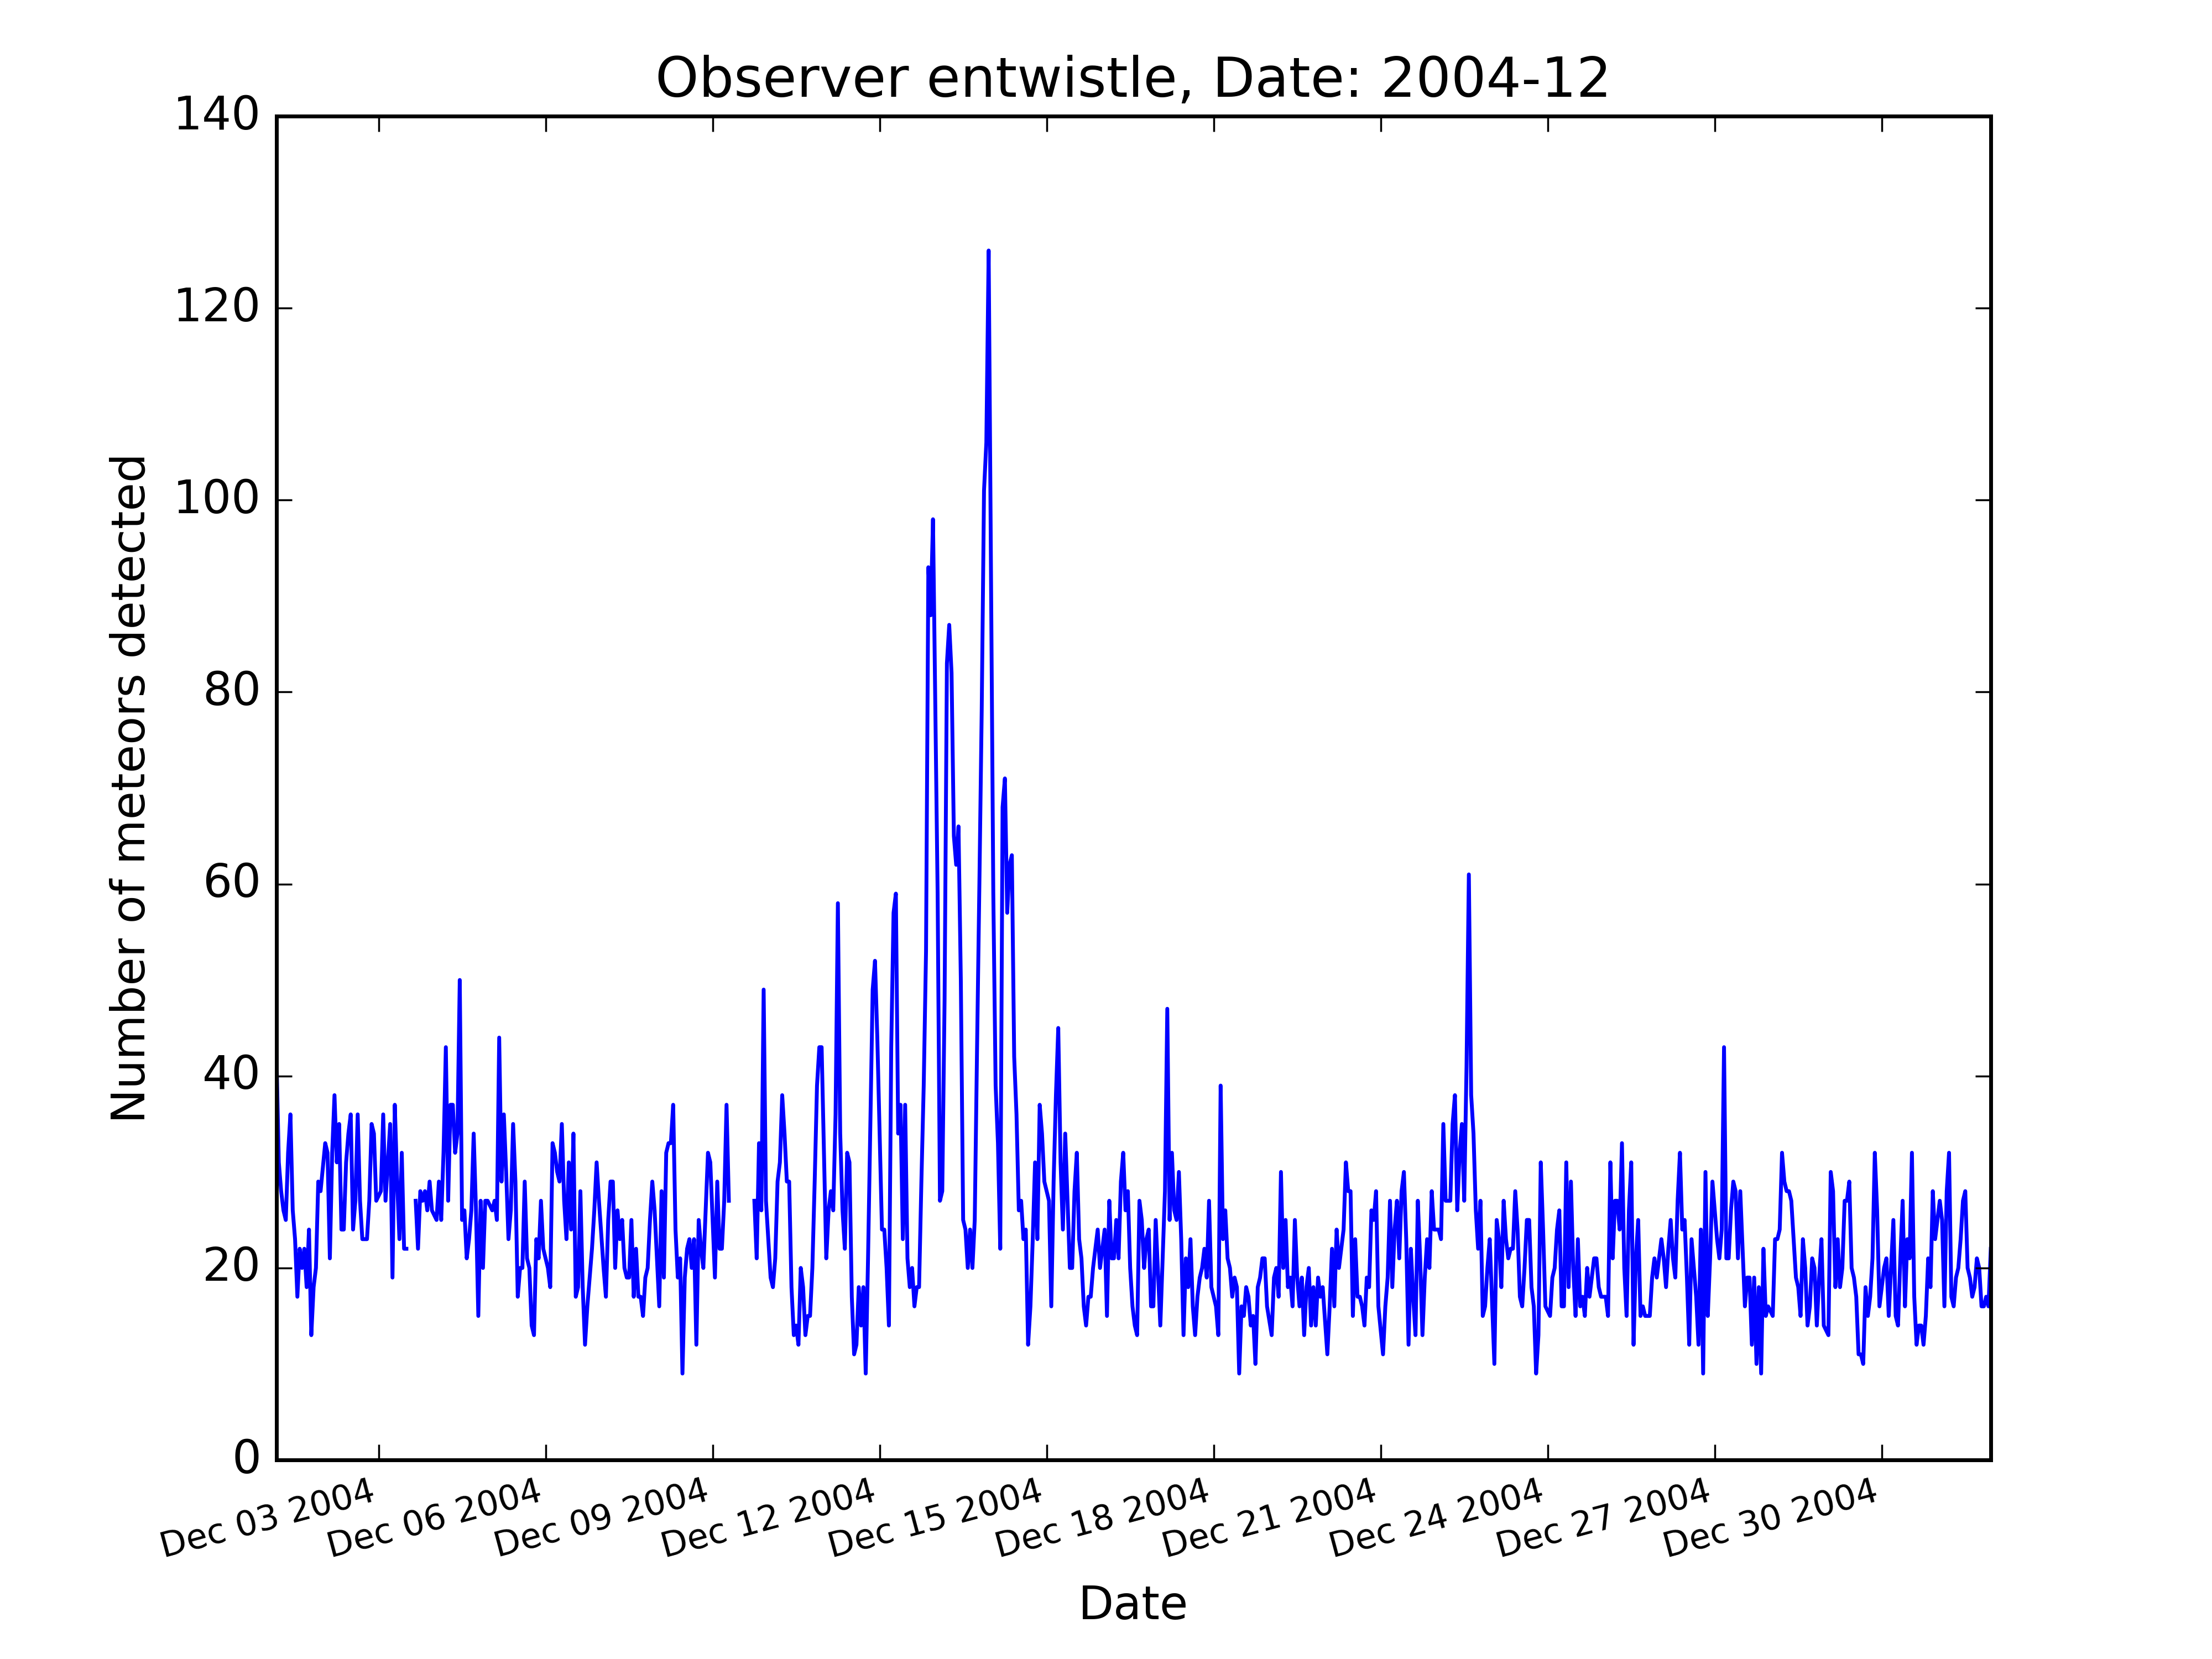 Observer entwistle, Date: 2004-12
140
120
100
80
60
40
20
0
Number of meteors detected
Dec 03 2004
Dec 06 2004
Dec 09 2004
Dec 12 2004
Dec 15 2004
Dec 18 2004
Dec 21 2004
Dec 24 2004
Dec 27 2004
Dec 30 2004
Date